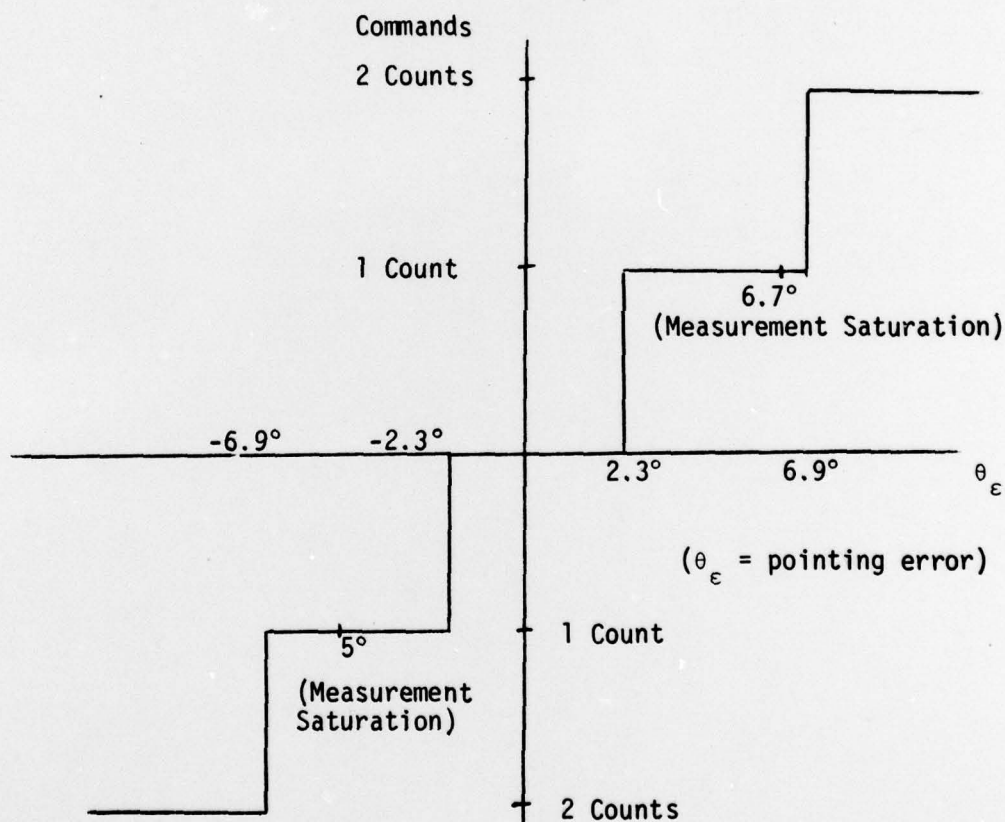 Commands
2 Counts
1 Count
6.7°
(Measurement Saturation)
-6.9°
-2.3°
2.3°
6.9°
θε
(θε = pointing error)
1 Count
5°
(Measurement
Saturation)
2 Counts